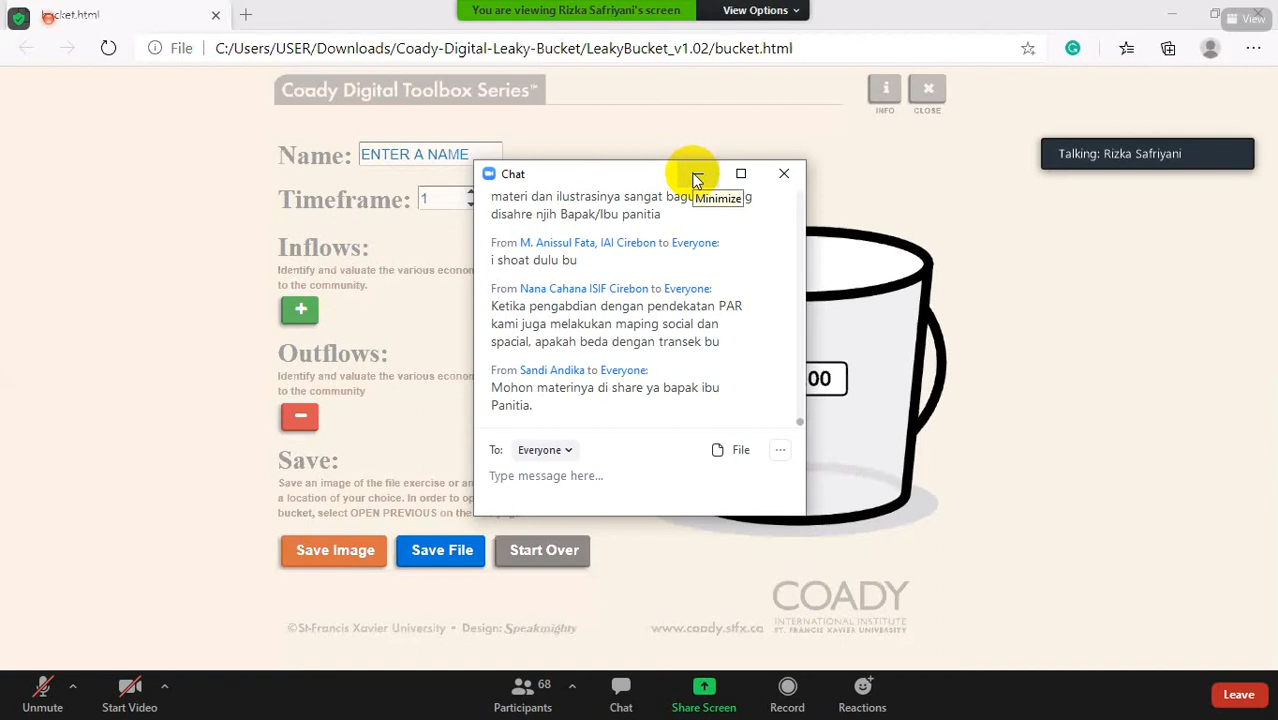 bucket.html
You are viewing Rizka Safriyani's screen
View Options
View
File
C:/Users/USER/Downloads/Coady-Digital-Leaky-Bucket/LeakyBucket_v1.02/bucket.html
Coady Digital Toolbox Series™
INFO
CLOSE
Talking: Rizka Safriyani
Name: ENTER A NAME
Timeframe: 1
Inflows:
Identify and valuate the various econo
to the community.
Outflows:
Identify and valuate the various econo
to the community
Save:
Save an image of the file exercise or an
a location of your choice. In order to op
bucket, select OPEN PREVIOUS on the
Save Image
Save File
Start Over
Chat
Minimize
materi dan ilustrasinya sangat bagu
disahre njih Bapak/Ibu panitia
From M. Anissul Fata, IAI Cirebon to Everyone:
i shoat dulu bu
From Nana Cahana ISIF Cirebon to Everyone:
Ketika pengabdian dengan pendekatan PAR
kami juga melakukan maping social dan
spacial, apakah beda dengan transek bu
From Sandi Andika to Everyone:
Mohon materinya di share ya bapak ibu
Panitia.
To: Everyone
File
Type message here...
00
COADY
INTERNATIONAL INSTITUTE
ST. FRANCIS XAVIER UNIVERSITY
©St-Francis Xavier University • Design: Speaknighty
www.coady.stfx.ca
Unmute
Start Video
68
Participants
Chat
Share Screen
Record
Reactions
Leave